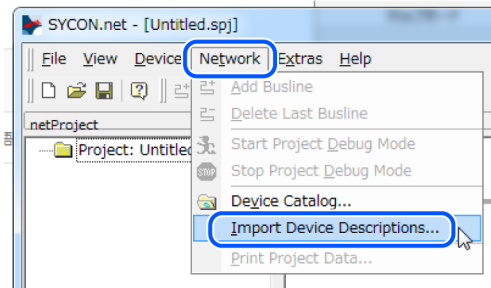 SYCON.net - [Untitled.spj]
File View Device Network Extras Help
Add Busline
Delete Last Busline
netProject
Project: Untitled
Start Project Debug Mode
STOP Stop Project Debug Mode
Device Catalog...
Import Device Descriptions...
Print Project Data...